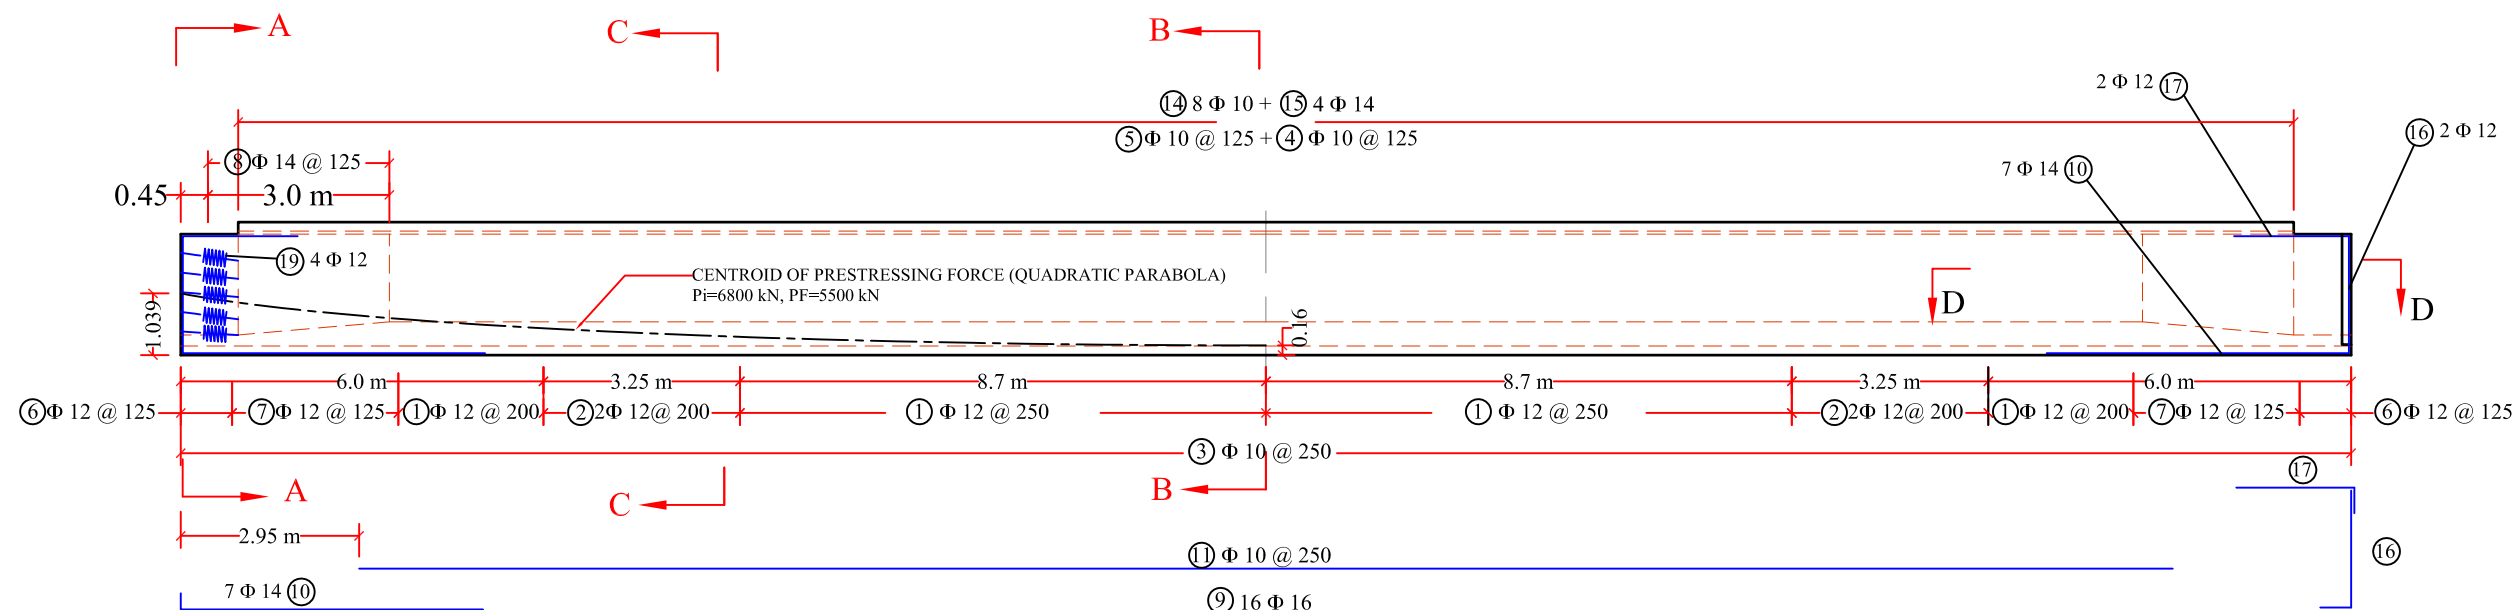 A
C
B
14 8 Φ 10 + 15 4 Φ 14
2 Φ 12 17
5 Φ 10 @ 125 + 4 Φ 10 @ 125
16 2 Φ 12
8 Φ 14 @ 125
7 Φ 14 10
0.45 3.0 m
19 4 Φ 12
CENTROID OF PRESTRESSING FORCE (QUADRATIC PARABOLA)
Pi=6800 kN, PF=5500 kN
1.039
0.16
D
D
6.0 m 3.25 m 8.7 m 8.7 m 3.25 m 6.0 m
6 Φ 12 @ 125 7 Φ 12 @ 125 1 Φ 12 @ 200 2 2Φ 12@ 200 1 Φ 12 @ 250 1 Φ 12 @ 250 2 2Φ 12@ 200 1 Φ 12 @ 200 7 Φ 12 @ 125 6 Φ 12 @ 125
3 Φ 10 @ 250
17
A
C
B
2.95 m
11 Φ 10 @ 250
16
7 Φ 14 10
9 16 Φ 16